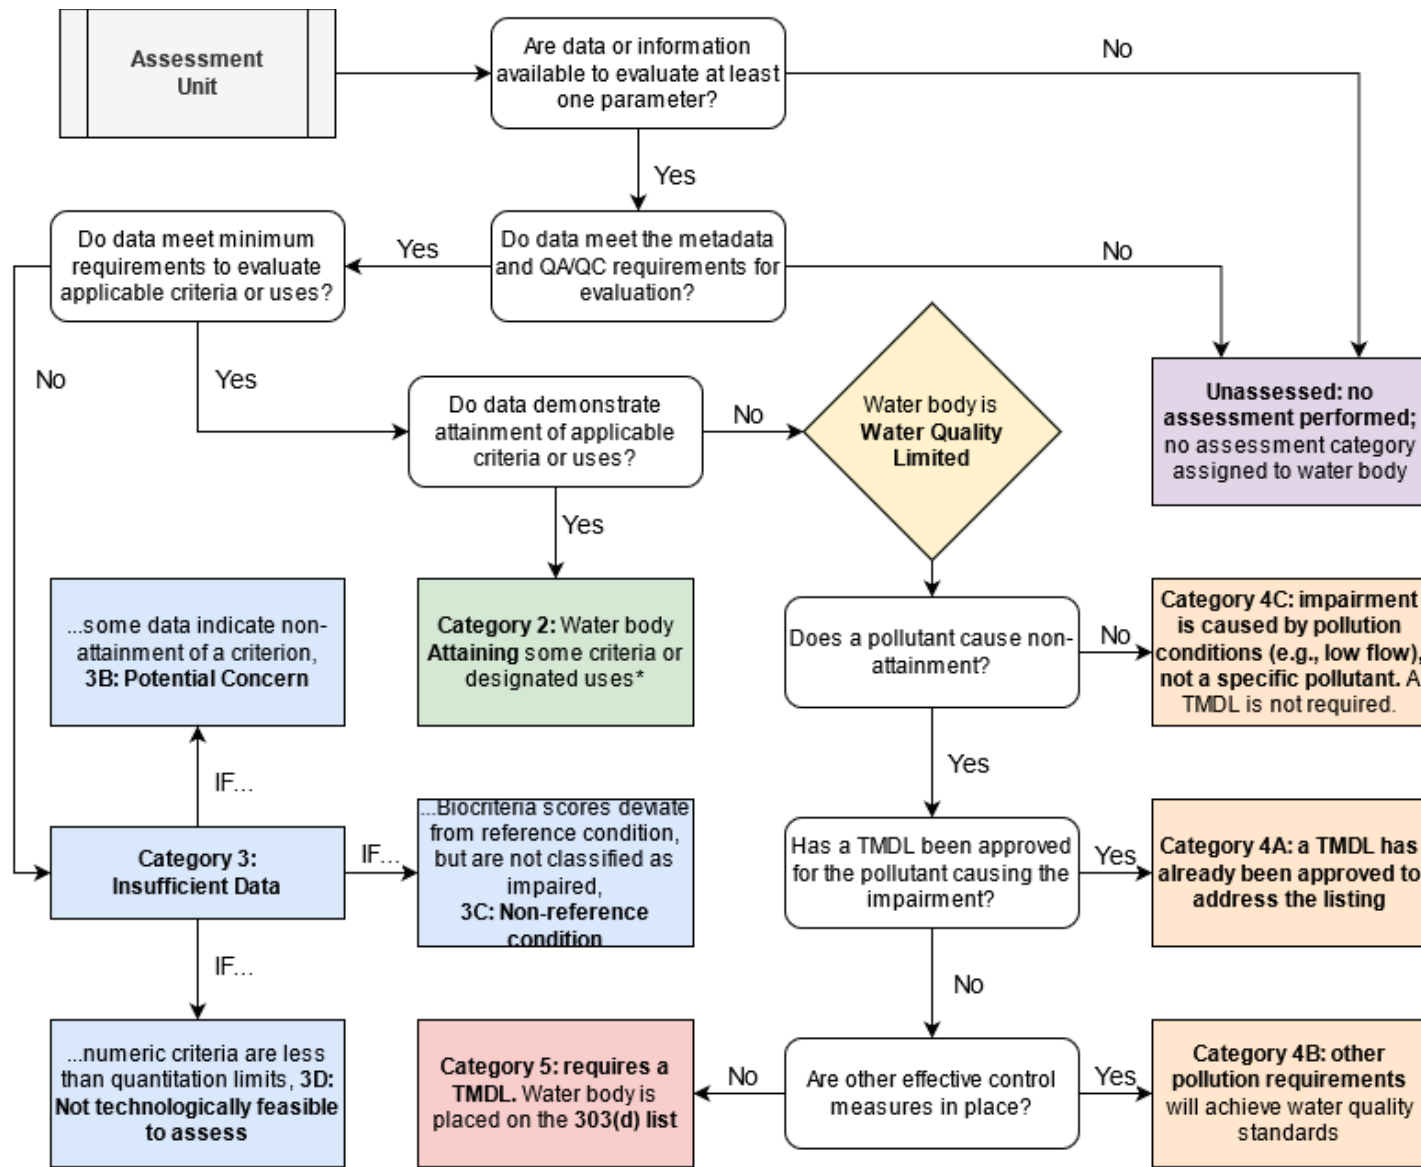 Assessment
Unit
Are data or information
available to evaluate at least
one parameter?
No
Yes
Do data meet minimum
requirements to evaluate
applicable criteria or uses?
Yes
Do data meet the metadata
and QA/QC requirements for
evaluation?
No
No
Yes
Do data demonstrate
attainment of applicable
criteria or uses?
No
Water body is
Water Quality
Limited
Unassessed: no
assessment performed;
no assessment category
assigned to water body
Yes
...some data indicate non-
attainment of a criterion,
3B: Potential Concern
Category 2: Water body
Attaining some criteria or
designated uses*
Does a pollutant cause non-
attainment?
No
Category 4C: impairment
is caused by pollution
conditions (e.g., low flow),
not a specific pollutant. A
TMDL is not required.
IF...
Yes
Category 3:
Insufficient Data
IF...
...Biocriteria scores deviate
from reference condition,
but are not classified as
impaired,
3C: Non-reference
condition
Has a TMDL been approved
for the pollutant causing the
impairment?
Yes
Category 4A: a TMDL has
already been approved to
address the listing
IF...
No
...numeric criteria are less
than quantitation limits, 3D:
Not technologically feasible
to assess
Category 5: requires a
TMDL. Water body is
placed on the 303(d) list
No
Are other effective control
measures in place?
Yes
Category 4B: other
pollution requirements
will achieve water quality
standards